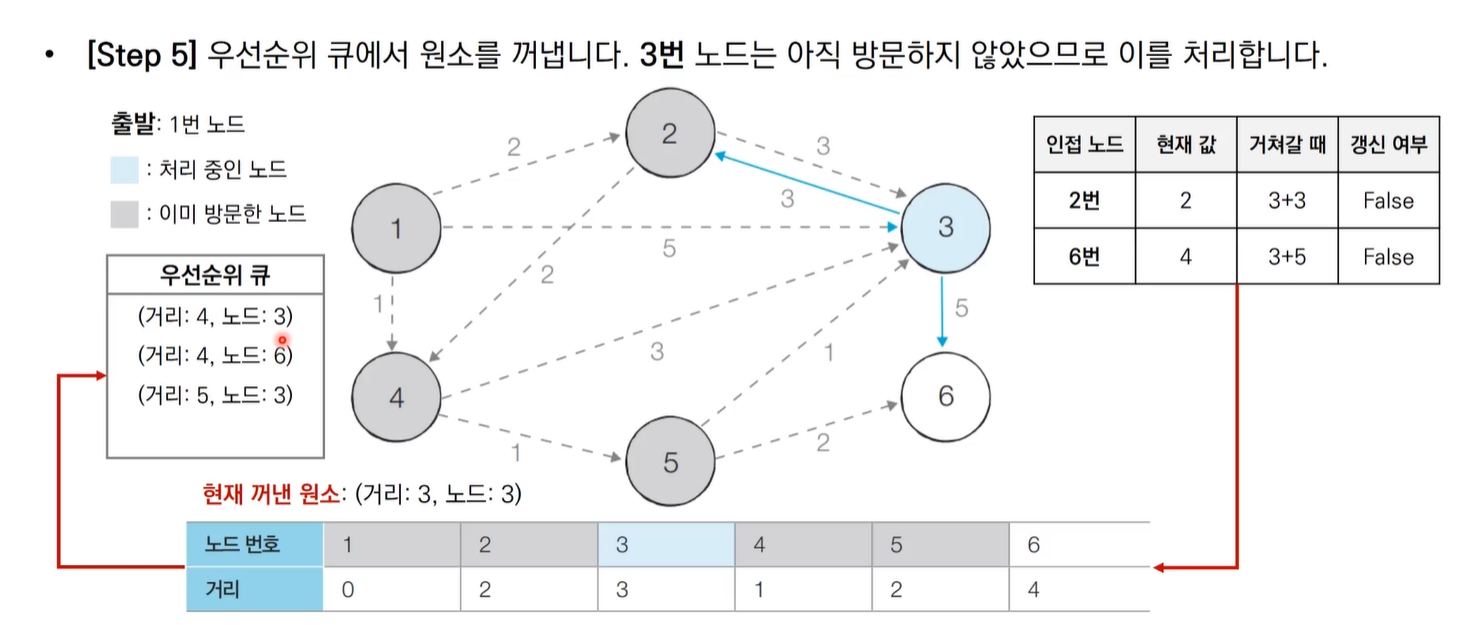 • [Step 5] 우선순위 큐에서 원소를 꺼냅니다. 3번 노드는 아직 방문하지 않았으므로 이를 처리합니다.
출발: 1번 노드
: 처리 중인 노드
: 이미 방문한 노드
우선순위 큐
(거리: 4, 노드: 3)
(거리: 4, 노드: 6)
(거리: 5, 노드: 3)
1
2
3
4
5
6
2
3
3
5
2
1
3
1
5
1
2
인접 노드 현재 값 거쳐갈 때 갱신 여부
2번 2 3+3 False
6번 4 3+5 False
현재 꺼낸 원소: (거리: 3, 노드: 3)
노드 번호 1 2 3 4 5 6
거리 0 2 3 1 2 4